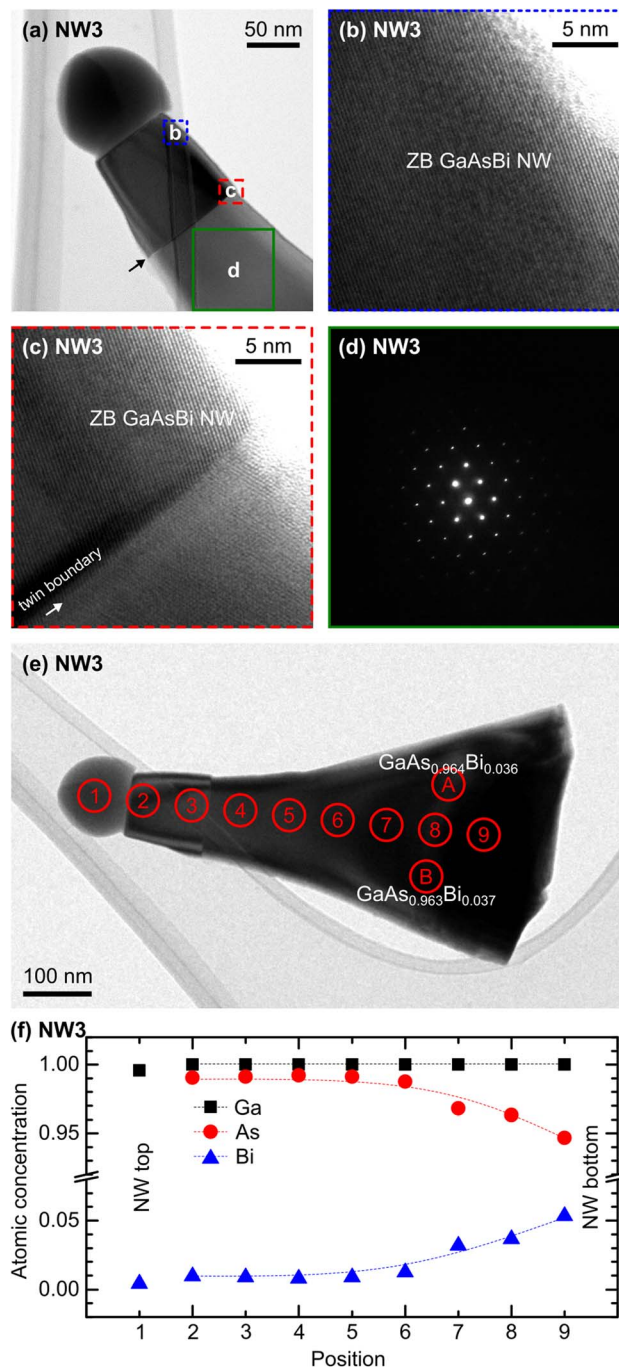 (a) NW3
50 nm
b
c
d
(b) NW3
5 nm
ZB GaAsBi NW
(c) NW3
5 nm
ZB GaAsBi NW
twin boundary
(d) NW3
(e) NW3
GaAs0.964Bi0.036
A
1 2 3 4 5 6 7 8 9
B
GaAs0.963Bi0.037
100 nm
(f) NW3
Atomic concentration
1.00
0.95
0.05
0.00
NW top
Ga
As
Bi
NW bottom
1 2 3 4 5 6 7 8 9
Position